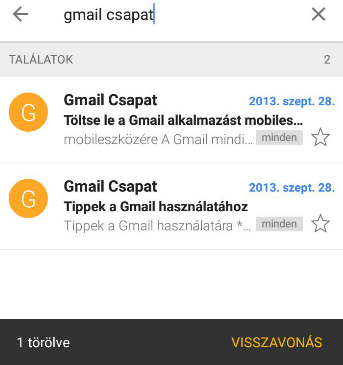 gmail csapat
TALÁLATOK 2
G Gmail Csapat 2013. szept. 28.
Töltse le a Gmail alkalmazást mobiles...
mobileszközére A Gmail mindi... minden
G Gmail Csapat 2013. szept. 28.
Tippek a Gmail használatához
Tippek a Gmail használatára *... minden
1 törölve VISSZAVONÁS